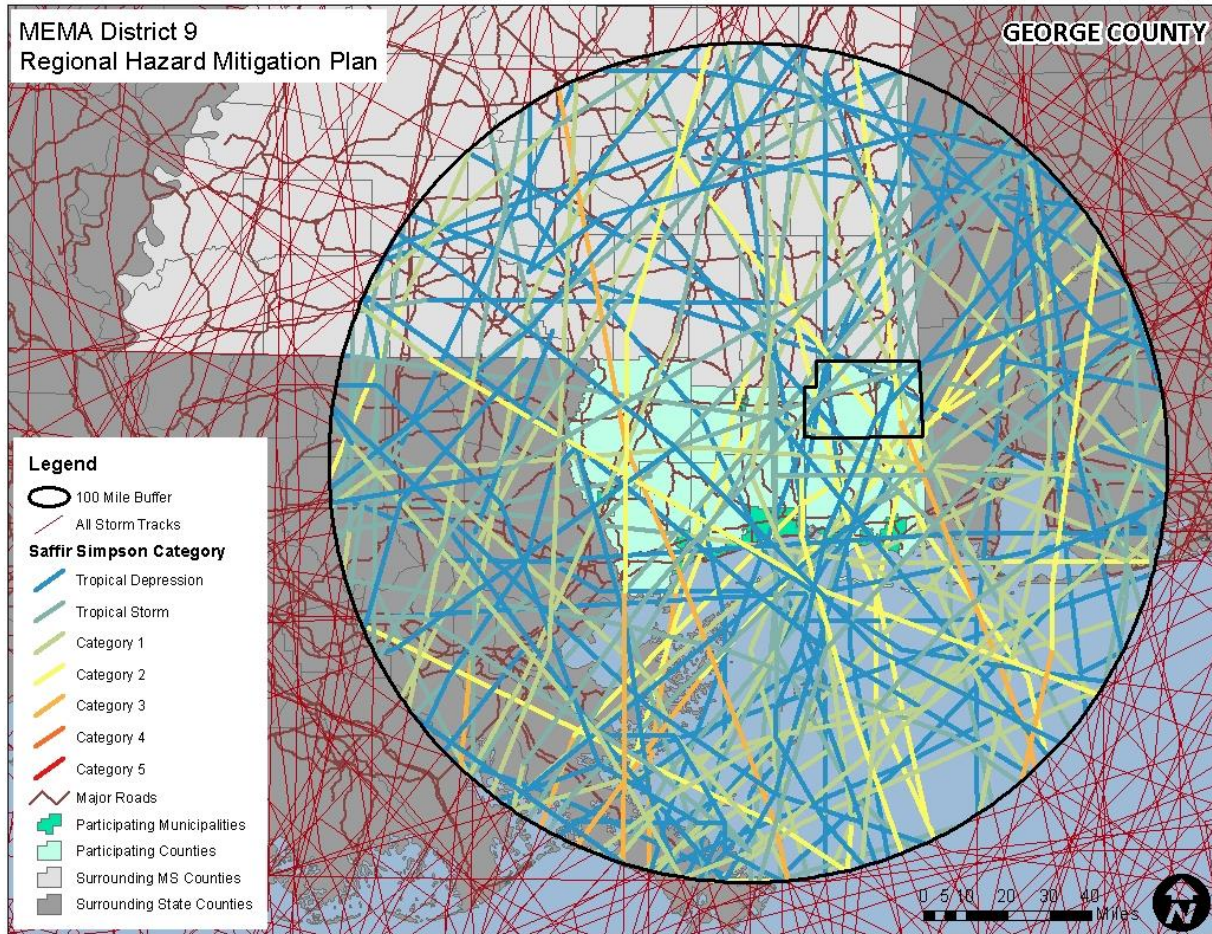 MEMA District 9
Regional Hazard Mitigation Plan
GEORGE COUNTY
Legend
100 Mile Buffer
All Storm Tracks
Saffir Simpson Category
Tropical Depression
Tropical Storm
Category 1
Category 2
Category 3
Category 4
Category 5
Major Roads
Participating Municipalities
Participating Counties
Surrounding MS Counties
Surrounding State Counties
0 5 10 20 30 40
Miles
N